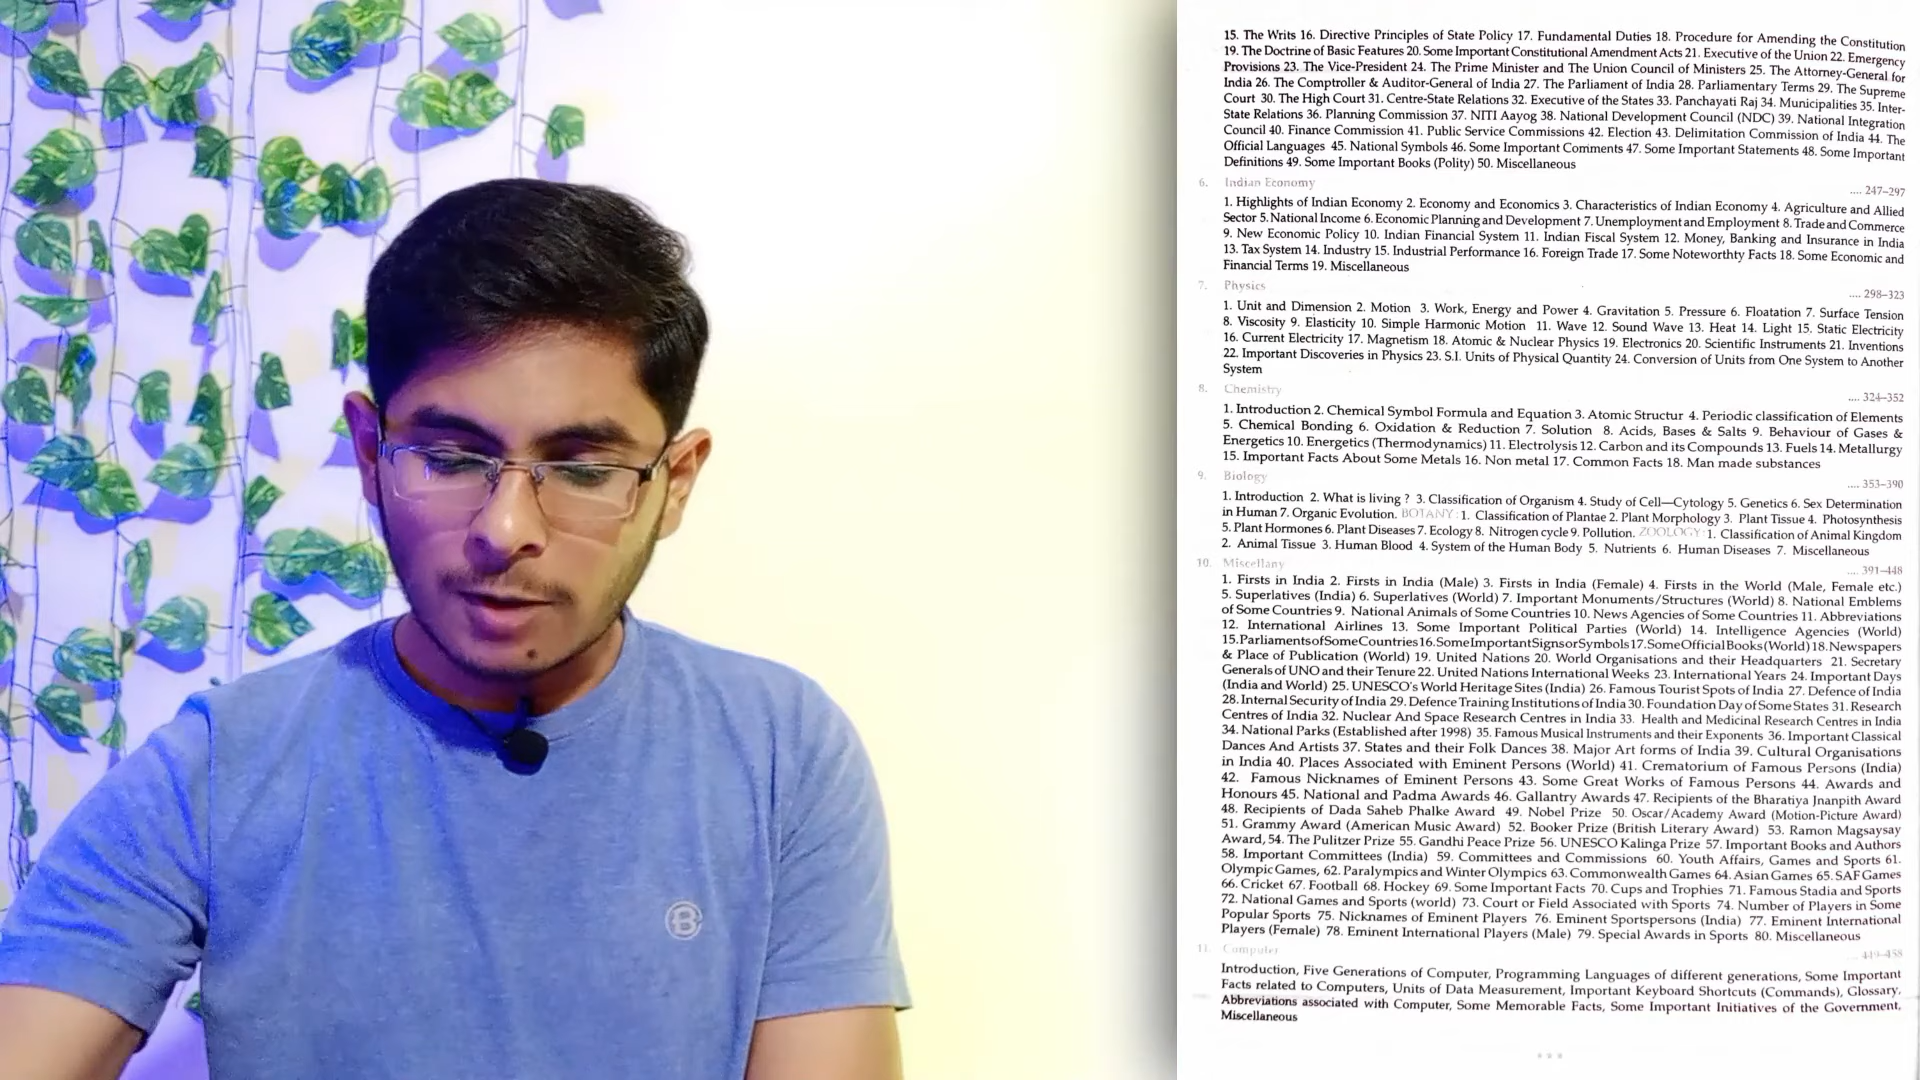 15. The Writs 16. Directive Principles of State Policy 17. Fundamental Duties 18. Procedure for Amending the Constitution
19. The Doctrine of Basic Features 20. Some Important Constitutional Amendment Acts 21. Executive of the Union 22. Emergency
Provisions 23. The Vice-President 24. The Prime Minister and The Union Council of Ministers 25. The Attorney-General for
India 26. The Comptroller & Auditor-General of India 27. The Parliament of India 28. Parliamentary Terms 29. The Supreme
Court 30. The High Court 31. Centre-State Relations 32. Executive of the States 33. Panchayati Raj 34. Municipalities 35. Inter-
State Relations 36. Planning Commission 37. NITI Aayog 38. National Development Council (NDC) 39. National Integration
Council 40. Finance Commission 41. Public Service Commissions 42. Election 43. Delimitation Commission of India 44. The
Official Languages 45. National Symbols 46. Some Important Comments 47. Some Important Statements 48. Some Important
Definitions 49. Some Important Books (Polity) 50. Miscellaneous
6. Indian Economy .... 247–297
1. Highlights of Indian Economy 2. Economy and Economics 3. Characteristics of Indian Economy 4. Agriculture and Allied
Sector 5. National Income 6. Economic Planning and Development 7. Unemployment and Employment 8. Trade and Commerce
9. New Economic Policy 10. Indian Financial System 11. Indian Fiscal System 12. Money, Banking and Insurance in India
13. Tax System 14. Industry 15. Industrial Performance 16. Foreign Trade 17. Some Noteworthty Facts 18. Some Economic and
Financial Terms 19. Miscellaneous
7. Physics .... 298–323
1. Unit and Dimension 2. Motion 3. Work, Energy and Power 4. Gravitation 5. Pressure 6. Floatation 7. Surface Tension
8. Viscosity 9. Elasticity 10. Simple Harmonic Motion 11. Wave 12. Sound Wave 13. Heat 14. Light 15. Static Electricity
16. Current Electricity 17. Magnetism 18. Atomic & Nuclear Physics 19. Electronics 20. Scientific Instruments 21. Inventions
22. Important Discoveries in Physics 23. S.I. Units of Physical Quantity 24. Conversion of Units from One System to Another
System
8. Chemistry .... 324–352
1. Introduction 2. Chemical Symbol Formula and Equation 3. Atomic Structur 4. Periodic classification of Elements
5. Chemical Bonding 6. Oxidation & Reduction 7. Solution 8. Acids, Bases & Salts 9. Behaviour of Gases &
Energetics 10. Energetics (Thermodynamics) 11. Electrolysis 12. Carbon and its Compounds 13. Fuels 14. Metallurgy
15. Important Facts About Some Metals 16. Non metal 17. Common Facts 18. Man made substances
9. Biology .... 353–390
1. Introduction 2. What is living ? 3. Classification of Organism 4. Study of Cell—Cytology 5. Genetics 6. Sex Determination
in Human 7. Organic Evolution. BOTANY : 1. Classification of Plantae 2. Plant Morphology 3. Plant Tissue 4. Photosynthesis
5. Plant Hormones 6. Plant Diseases 7. Ecology 8. Nitrogen cycle 9. Pollution. ZOOLOGY : 1. Classification of Animal Kingdom
2. Animal Tissue 3. Human Blood 4. System of the Human Body 5. Nutrients 6. Human Diseases 7. Miscellaneous
10. Miscellany .... 391–448
1. Firsts in India 2. Firsts in India (Male) 3. Firsts in India (Female) 4. Firsts in the World (Male, Female etc.)
5. Superlatives (India) 6. Superlatives (World) 7. Important Monuments/Structures (World) 8. National Emblems
of Some Countries 9. National Animals of Some Countries 10. News Agencies of Some Countries 11. Abbreviations
12. International Airlines 13. Some Important Political Parties (World) 14. Intelligence Agencies (World)
15. Parliaments of Some Countries 16. Some Important Signs or Symbols 17. Some Official Books (World) 18. Newspapers
& Place of Publication (World) 19. United Nations 20. World Organisations and their Headquarters 21. Secretary
Generals of UNO and their Tenure 22. United Nations International Weeks 23. International Years 24. Important Days
(India and World) 25. UNESCO's World Heritage Sites (India) 26. Famous Tourist Spots of India 27. Defence of India
28. Internal Security of India 29. Defence Training Institutions of India 30. Foundation Day of Some States 31. Research
Centres of India 32. Nuclear And Space Research Centres in India 33. Health and Medicinal Research Centres in India
34. National Parks (Established after 1998) 35. Famous Musical Instruments and their Exponents 36. Important Classical
Dances And Artists 37. States and their Folk Dances 38. Major Art forms of India 39. Cultural Organisations
in India 40. Places Associated with Eminent Persons (World) 41. Crematorium of Famous Persons (India)
42. Famous Nicknames of Eminent Persons 43. Some Great Works of Famous Persons 44. Awards and
Honours 45. National and Padma Awards 46. Gallantry Awards 47. Recipients of the Bharatiya Jnanpith Award
48. Recipients of Dada Saheb Phalke Award 49. Nobel Prize 50. Oscar/Academy Award (Motion-Picture Award)
51. Grammy Award (American Music Award) 52. Booker Prize (British Literary Award) 53. Ramon Magsaysay
Award, 54. The Pulitzer Prize 55. Gandhi Peace Prize 56. UNESCO Kalinga Prize 57. Important Books and Authors
58. Important Committees (India) 59. Committees and Commissions 60. Youth Affairs, Games and Sports 61.
Olympic Games, 62. Paralympics and Winter Olympics 63. Commonwealth Games 64. Asian Games 65. SAF Games
66. Cricket 67. Football 68. Hockey 69. Some Important Facts 70. Cups and Trophies 71. Famous Stadia and Sports
72. National Games and Sports (world) 73. Court or Field Associated with Sports 74. Number of Players in Some
Popular Sports 75. Nicknames of Eminent Players 76. Eminent Sportspersons (India) 77. Eminent International
Players (Female) 78. Eminent International Players (Male) 79. Special Awards in Sports 80. Miscellaneous
11. Computer .... 449–458
Introduction, Five Generations of Computer, Programming Languages of different generations, Some Important
Facts related to Computers, Units of Data Measurement, Important Keyboard Shortcuts (Commands), Glossary,
Abbreviations associated with Computer, Some Memorable Facts, Some Important Initiatives of the Government,
Miscellaneous
B